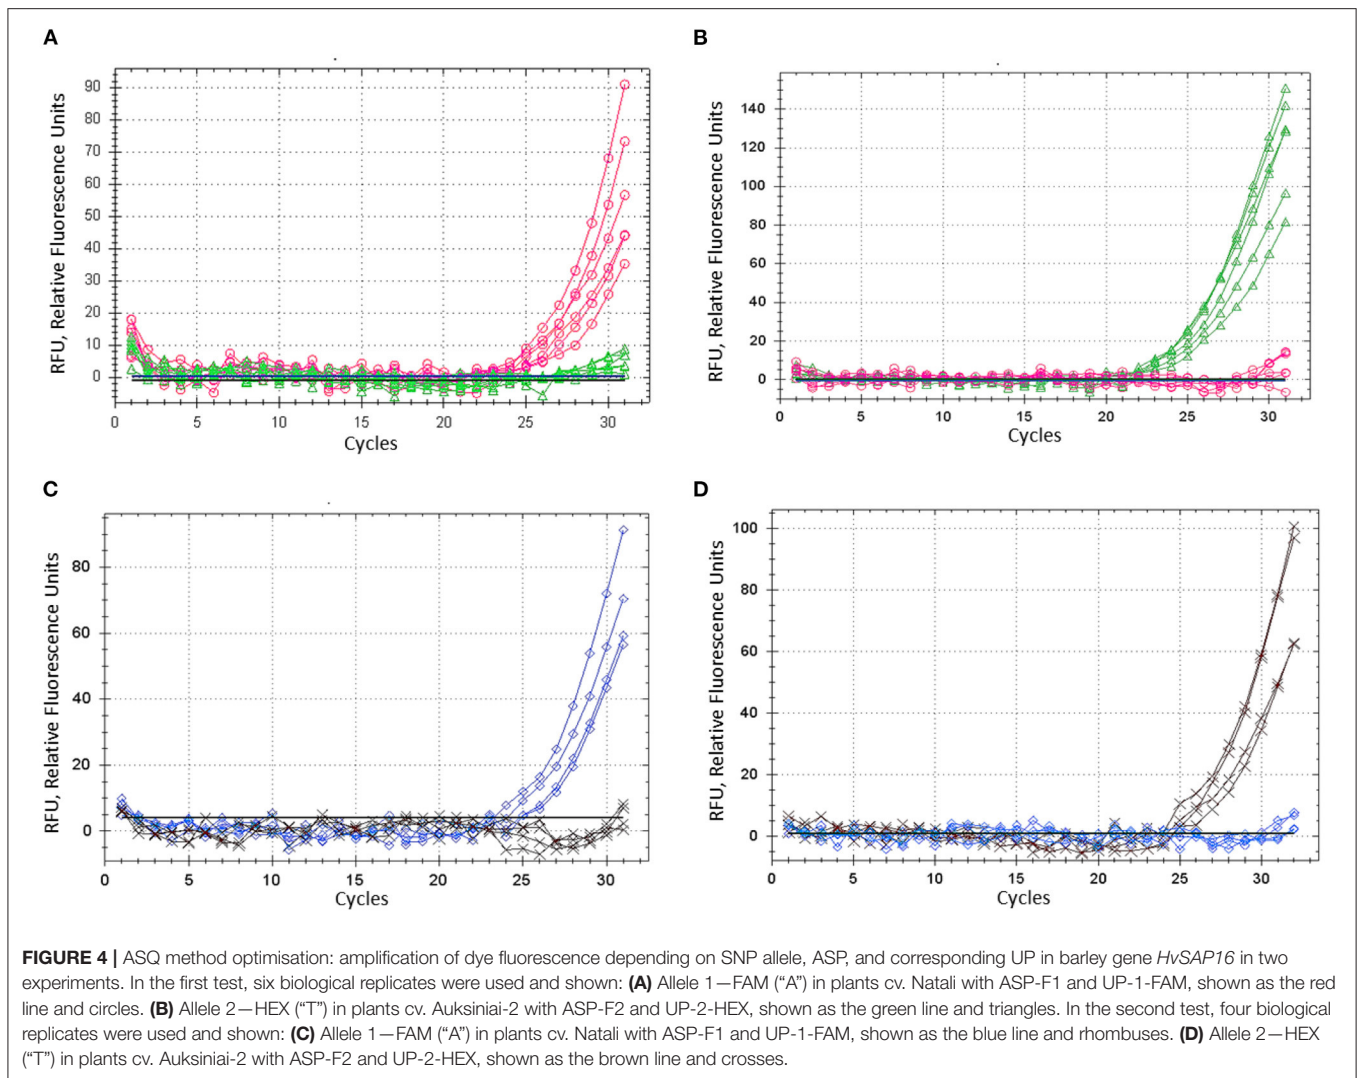 A
RFU, Relative Fluorescence Units
90
80
70
60
50
40
30
20
10
0
0 5 10 15 20 25 30
Cycles
B
RFU, Relative Fluorescence Units
140
120
100
80
60
40
20
0
0 5 10 15 20 25 30
Cycles
C
RFU, Relative Fluorescence Units
80
60
40
20
0
0 5 10 15 20 25 30
Cycles
D
RFU, Relative Fluorescence Units
100
80
60
40
20
0
0 5 10 15 20 25 30
Cycles
FIGURE 4 | ASQ method optimisation: amplification of dye fluorescence depending on SNP allele, ASP, and corresponding UP in barley gene HvSAP16 in two
experiments. In the first test, six biological replicates were used and shown: (A) Allele 1—FAM (“A”) in plants cv. Natali with ASP-F1 and UP-1-FAM, shown as the red
line and circles. (B) Allele 2—HEX (“T”) in plants cv. Auksiniai-2 with ASP-F2 and UP-2-HEX, shown as the green line and triangles. In the second test, four biological
replicates were used and shown: (C) Allele 1—FAM (“A”) in plants cv. Natali with ASP-F1 and UP-1-FAM, shown as the blue line and rhombuses. (D) Allele 2—HEX
(“T”) in plants cv. Auksiniai-2 with ASP-F2 and UP-2-HEX, shown as the brown line and crosses.